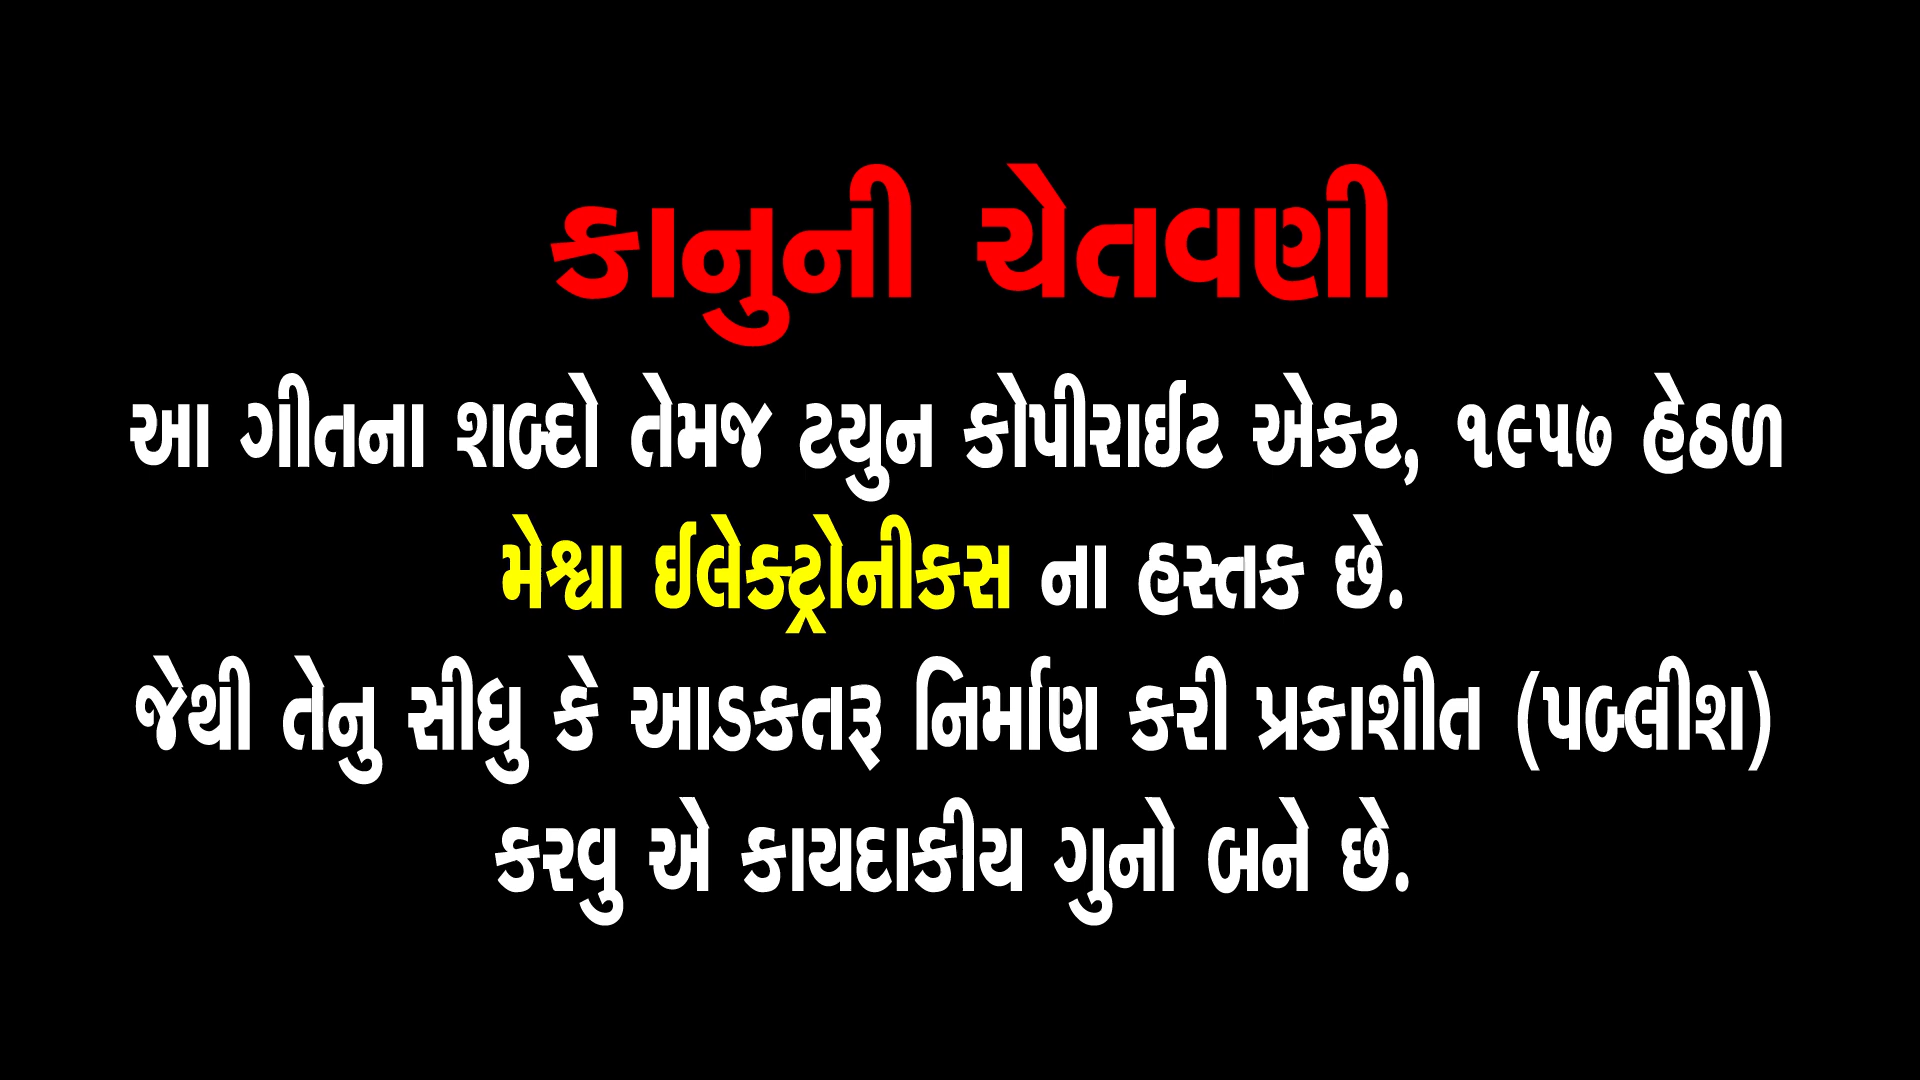 કાનુની ચેતવણી
આ ગીતના શબ્દો તેમજ ટયુન કોપીરાઈટ એકટ, ૧૯૫૭ હેઠળ
મેશ્વા ઈલેક્ટ્રોનીકસ ના હસ્તક છે.
જેથી તેનુ સીધુ કે આડકતરૂ નિર્માણ કરી પ્રકાશીત (પબ્લીશ)
કરવુ એ કાયદાકીય ગુનો બને છે.